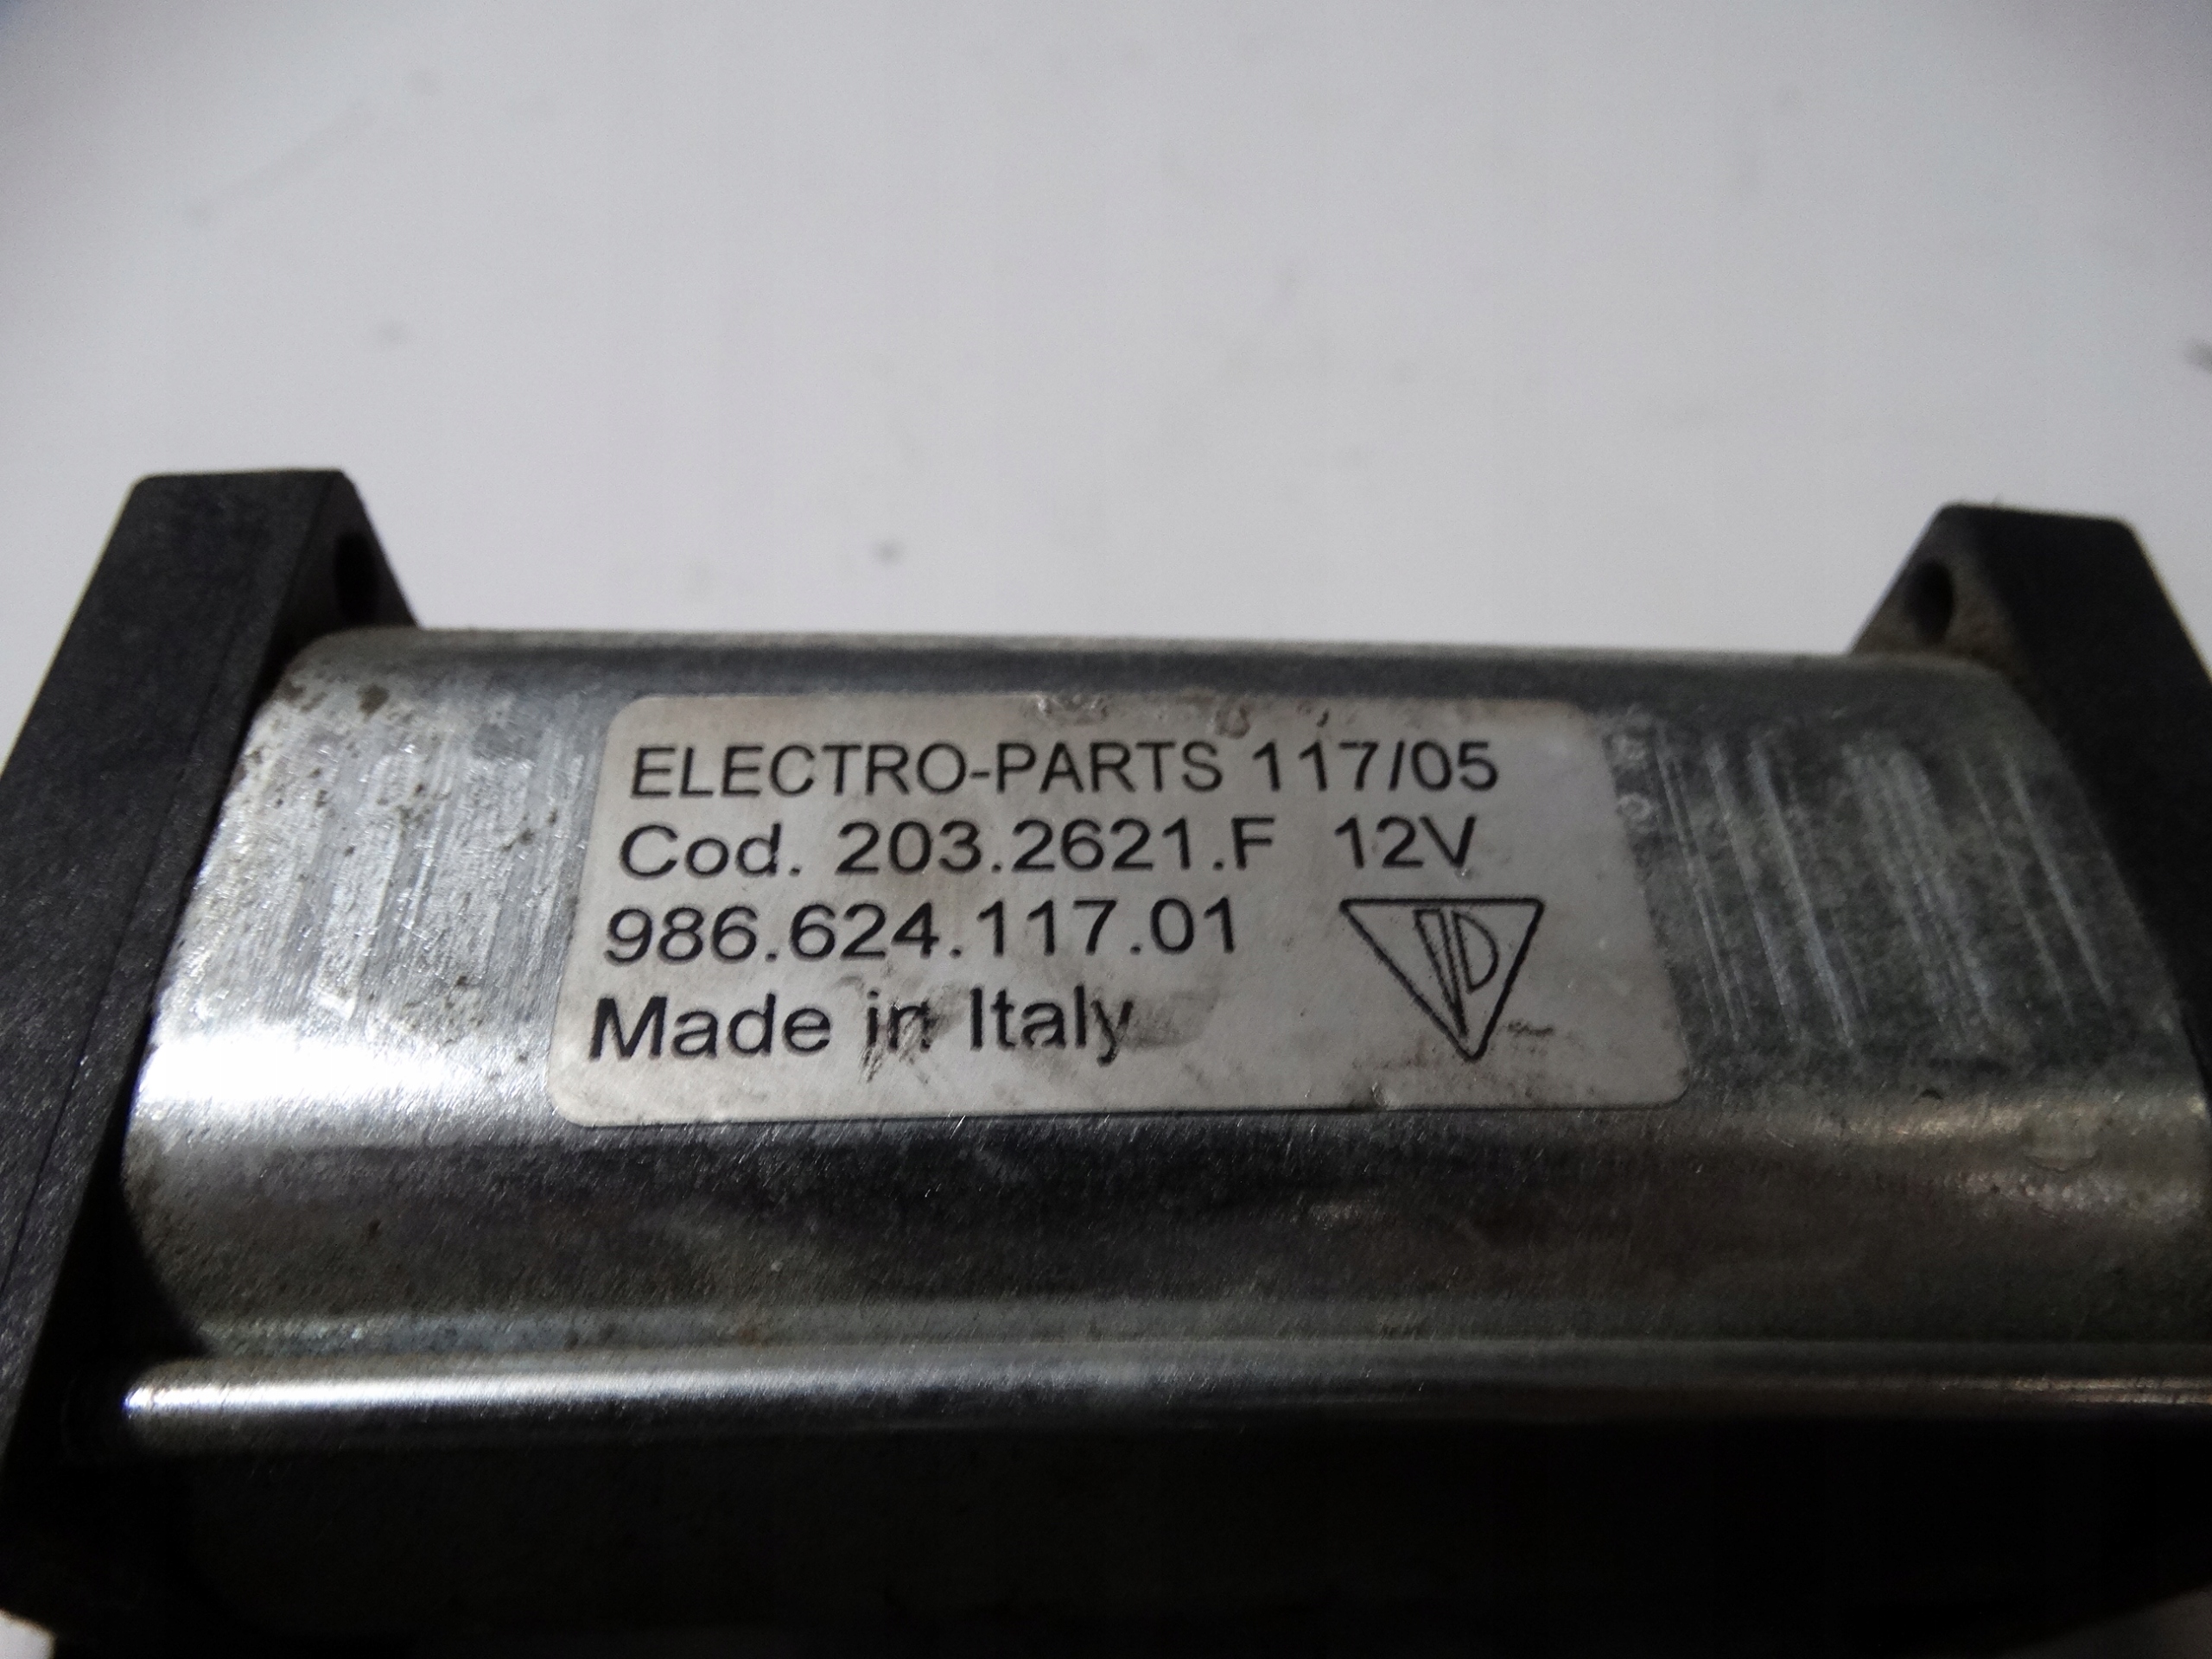 ELECTRO-PARTS 117/05
Cod. 203.2621.F 12V
986.624.117.01
Made in Italy